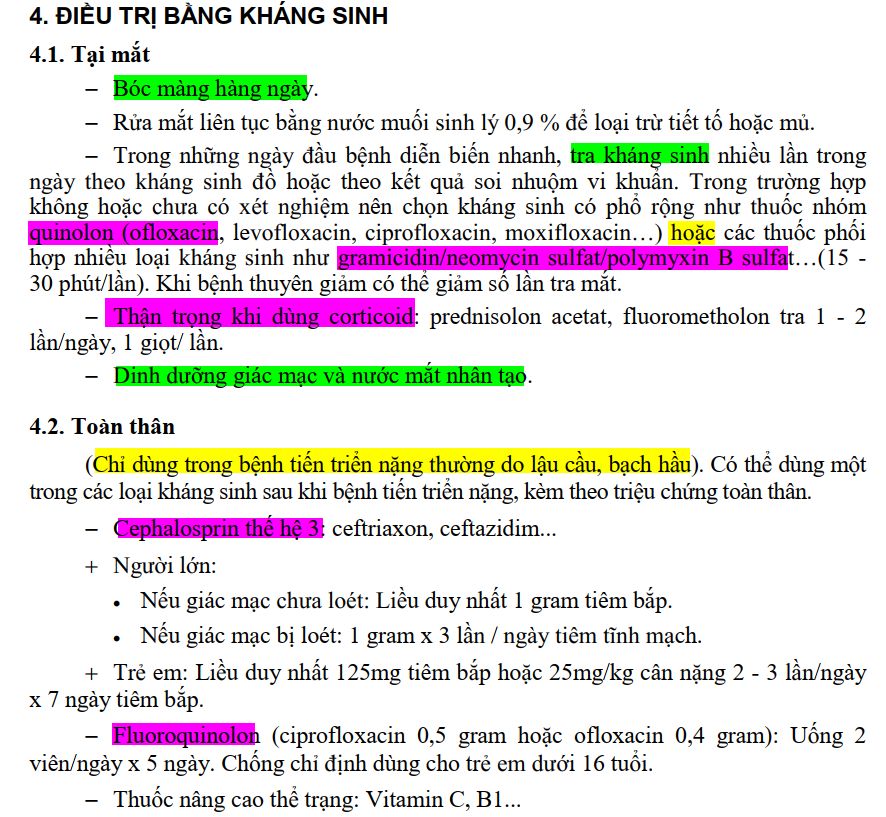 4. ĐIỀU TRỊ BẰNG KHÁNG SINH
4.1. Tại mắt
– Bóc màng hàng ngày.
– Rửa mắt liên tục bằng nước muối sinh lý 0,9 % để loại trừ tiết tố hoặc mủ.
– Trong những ngày đầu bệnh diễn biến nhanh, tra kháng sinh nhiều lần trong
ngày theo kháng sinh đồ hoặc theo kết quả soi nhuộm vi khuẩn. Trong trường hợp
không hoặc chưa có xét nghiệm nên chọn kháng sinh có phổ rộng như thuốc nhóm
quinolon (ofloxacin, levofloxacin, ciprofloxacin, moxifloxacin…) hoặc các thuốc phối
hợp nhiều loại kháng sinh như gramicidin/neomycin sulfat/polymyxin B sulfat…(15 -
30 phút/lần). Khi bệnh thuyên giảm có thể giảm số lần tra mắt.
– Thận trọng khi dùng corticoid: prednisolon acetat, fluorometholon tra 1 - 2
lần/ngày, 1 giọt/ lần.
– Dinh dưỡng giác mạc và nước mắt nhân tạo.
4.2. Toàn thân
(Chỉ dùng trong bệnh tiến triển nặng thường do lậu cầu, bạch hầu). Có thể dùng một
trong các loại kháng sinh sau khi bệnh tiến triển nặng, kèm theo triệu chứng toàn thân.
– Cephalosprin thế hệ 3: ceftriaxon, ceftazidim...
+ Người lớn:
• Nếu giác mạc chưa loét: Liều duy nhất 1 gram tiêm bắp.
• Nếu giác mạc bị loét: 1 gram x 3 lần / ngày tiêm tĩnh mạch.
+ Trẻ em: Liều duy nhất 125mg tiêm bắp hoặc 25mg/kg cân nặng 2 - 3 lần/ngày
x 7 ngày tiêm bắp.
– Fluoroquinolon (ciprofloxacin 0,5 gram hoặc ofloxacin 0,4 gram): Uống 2
viên/ngày x 5 ngày. Chống chỉ định dùng cho trẻ em dưới 16 tuổi.
– Thuốc nâng cao thể trạng: Vitamin C, B1...